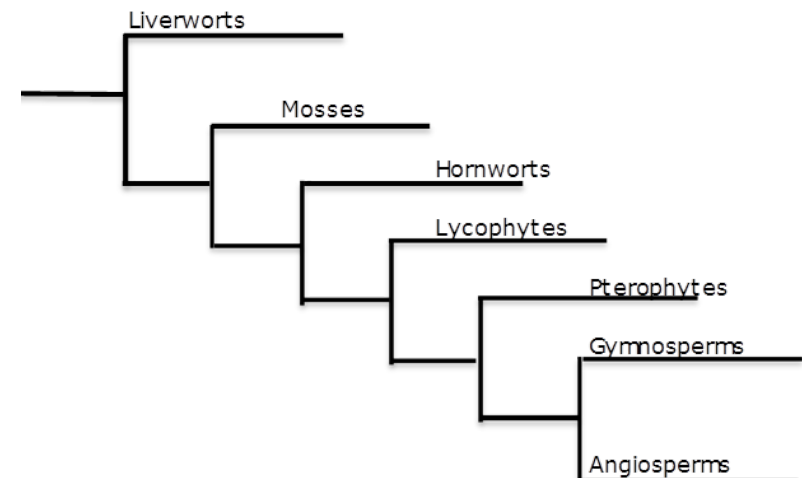 Liverworts
Mosses
Hornworts
Lycophytes
Pterophytes
Gymnosperms
Angiosperms